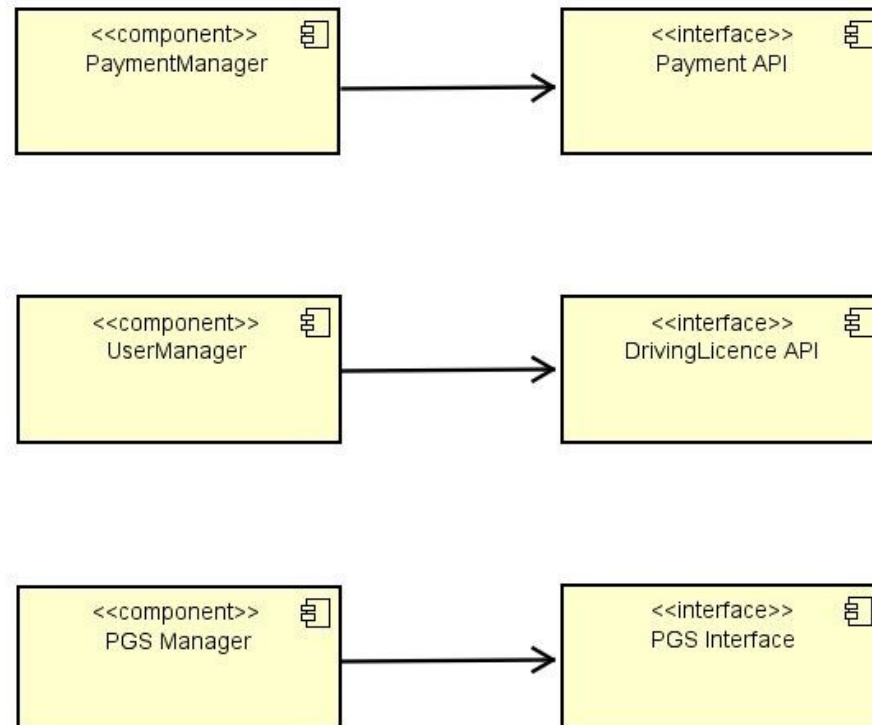 <<component>>
PaymentManager
<<interface>>
Payment API
<<component>>
UserManager
<<interface>>
DrivingLicence API
<<component>>
PGS Manager
<<interface>>
PGS Interface